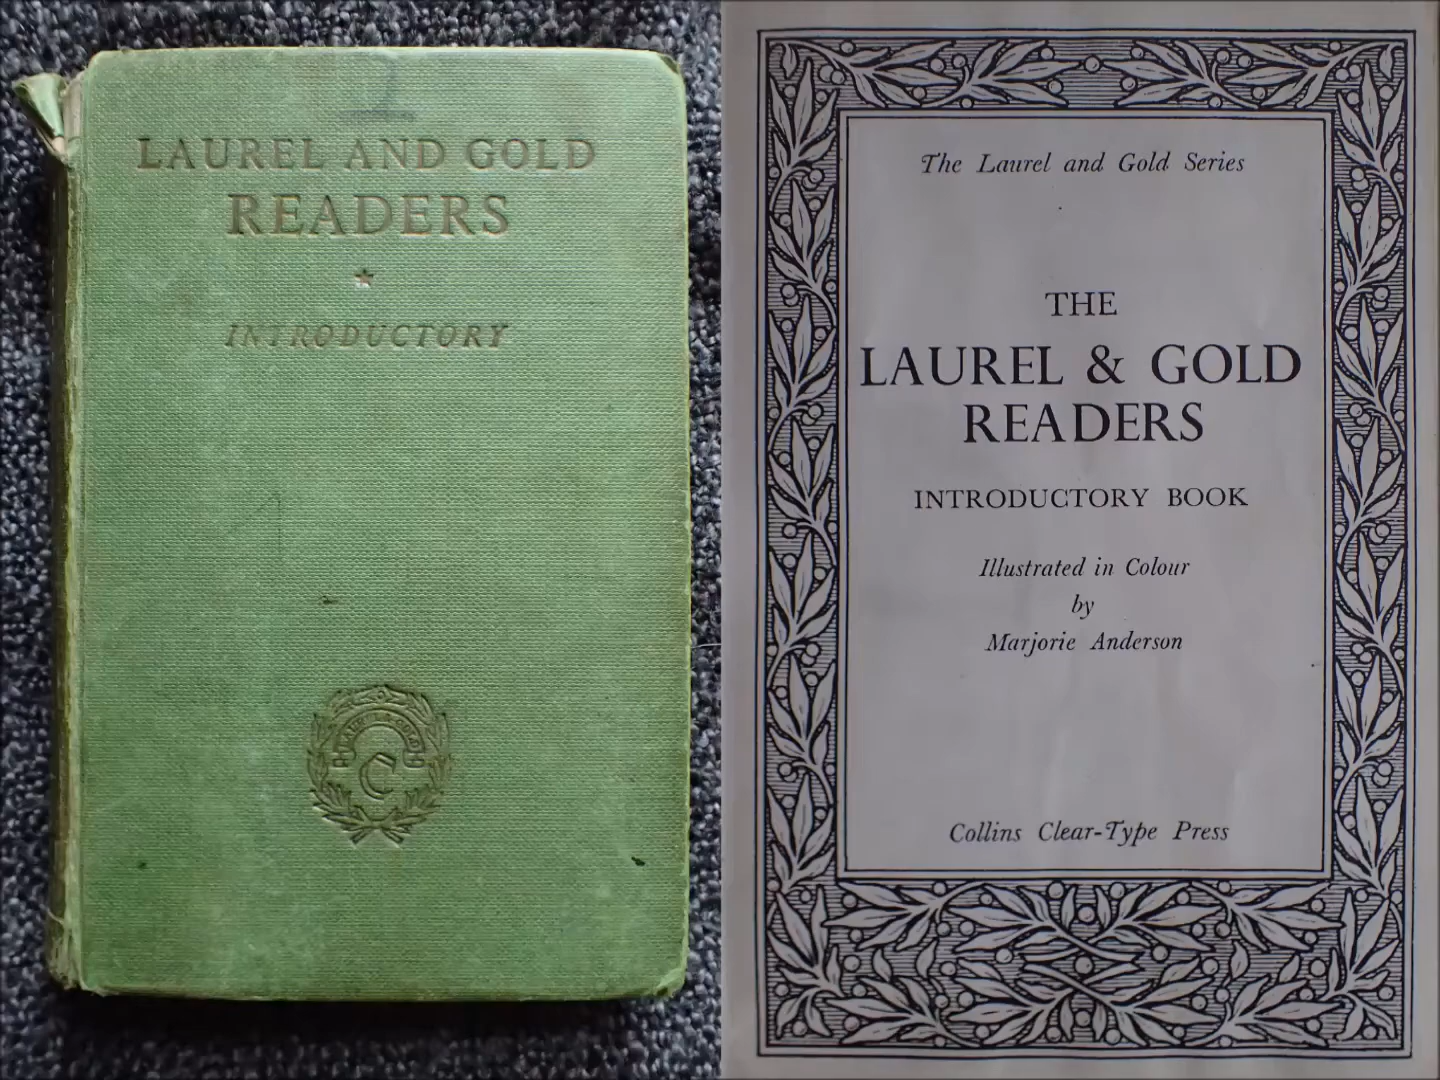 LAUREL AND GOLD
READERS
INTRODUCTORY
C
The Laurel and Gold Series
THE
LAUREL & GOLD
READERS
INTRODUCTORY BOOK
Illustrated in Colour
by
Marjorie Anderson
Collins Clear-Type Press